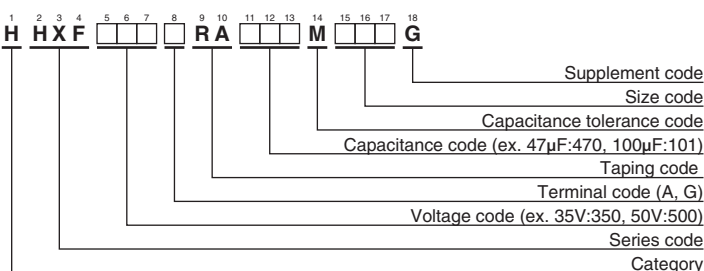 1 2 3 4 5 6 7 8 9 10 11 12 13 14 15 16 17 18
H HXF □□□ □ RA □□□ M □□□ G
Supplement code
Size code
Capacitance tolerance code
Capacitance code (ex. 47µF:470, 100µF:101)
Taping code
Terminal code (A, G)
Voltage code (ex. 35V:350, 50V:500)
Series code
Category